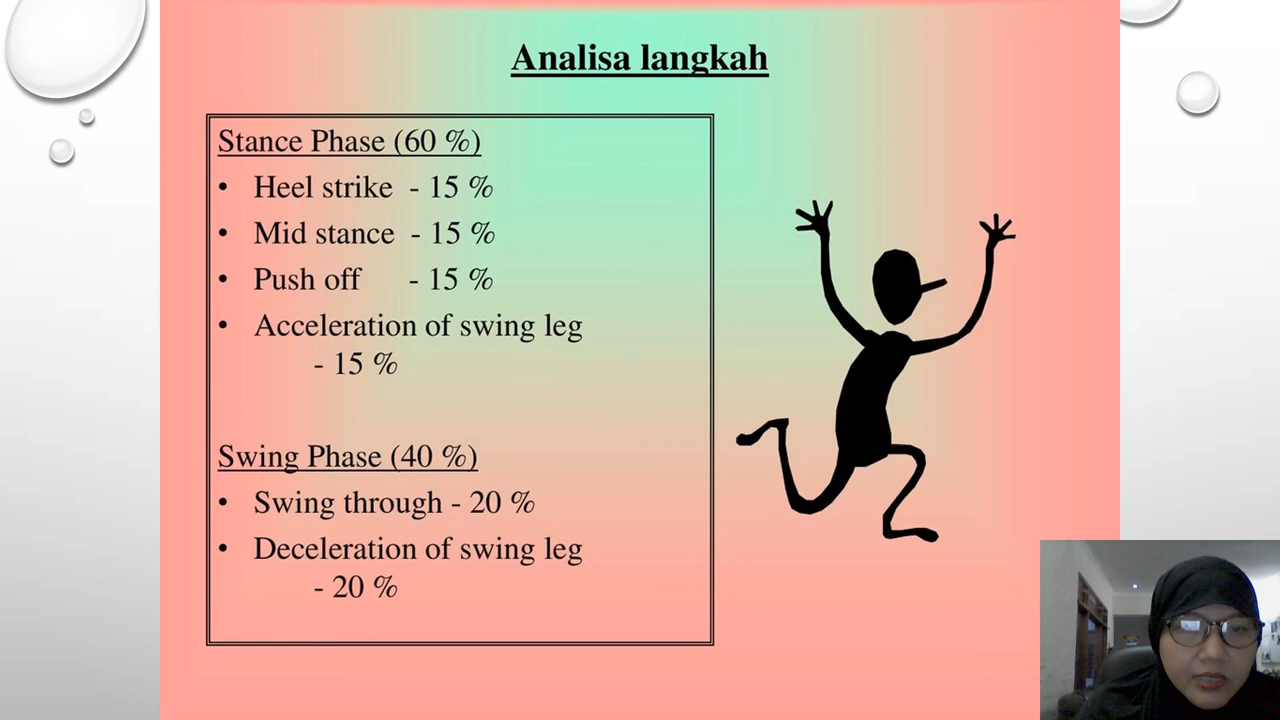 Analisa langkah
Stance Phase (60 %)
• Heel strike - 15 %
• Mid stance - 15 %
• Push off - 15 %
• Acceleration of swing leg
- 15 %
Swing Phase (40 %)
• Swing through - 20 %
• Deceleration of swing leg
- 20 %